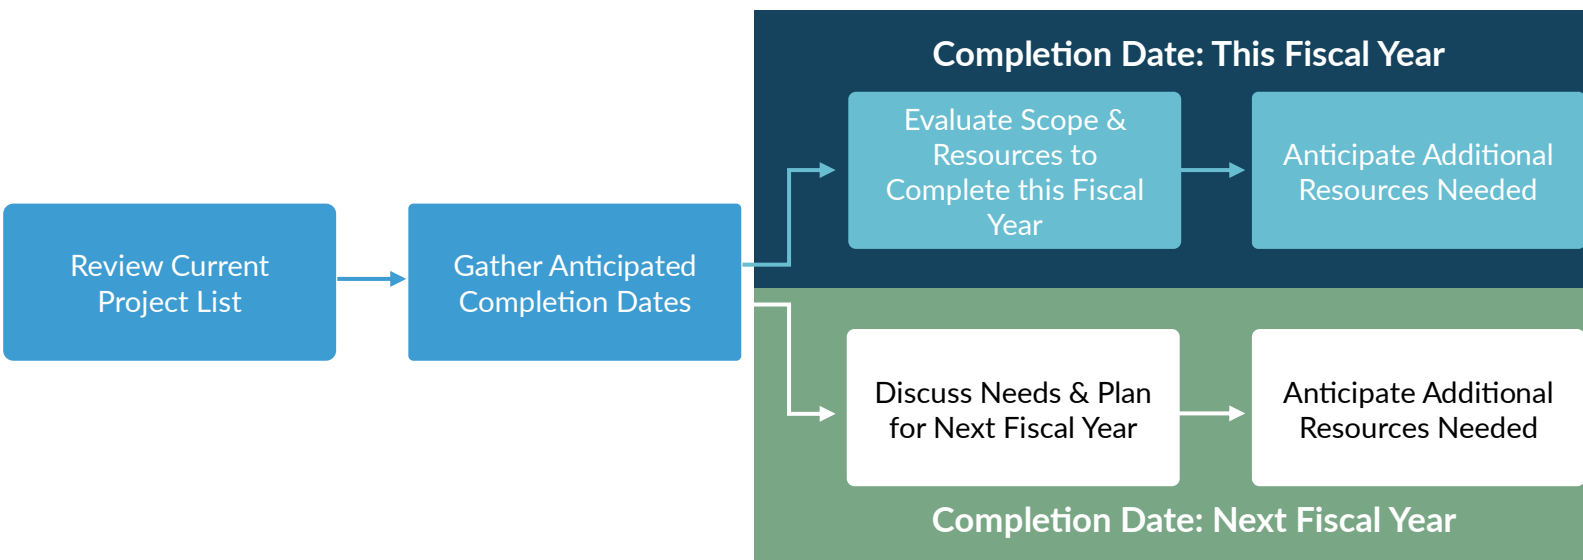 Completion Date: This Fiscal Year
Evaluate Scope &
Resources to
Complete this Fiscal
Year
Anticipate Additional
Resources Needed
Review Current
Project List
Gather Anticipated
Completion Dates
Discuss Needs & Plan
for Next Fiscal Year
Anticipate Additional
Resources Needed
Completion Date: Next Fiscal Year